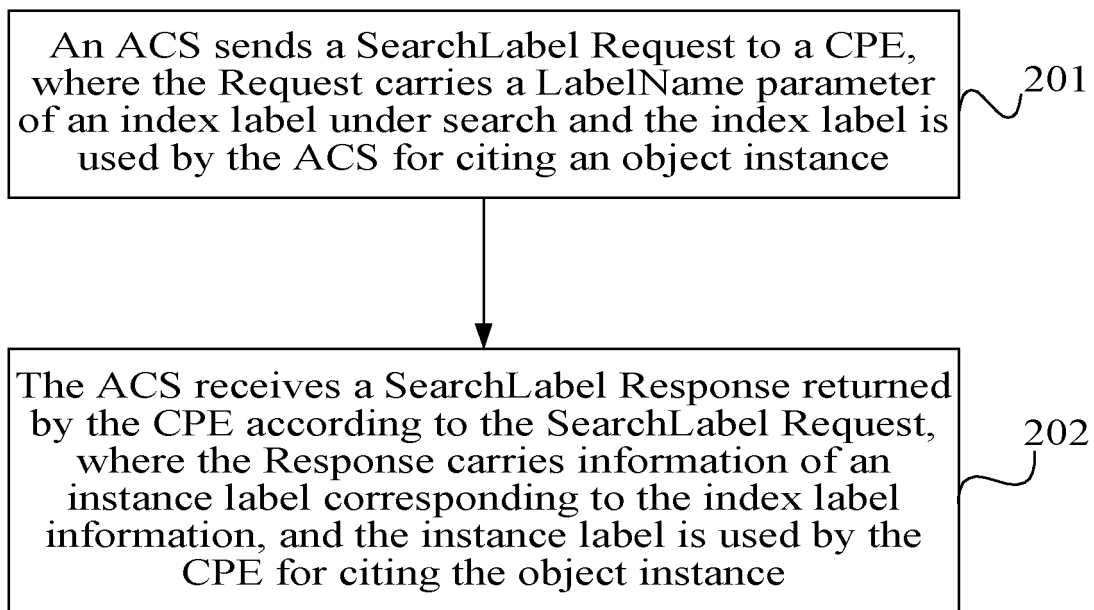 An ACS sends a SearchLabel Request to a CPE,
where the Request carries a LabelName parameter
of an index label under search and the index label is
used by the ACS for citing an object instance
201
The ACS receives a SearchLabel Response returned
by the CPE according to the SearchLabel Request,
where the Response carries information of an
instance label corresponding to the index label
information, and the instance label is used by the
CPE for citing the object instance
202